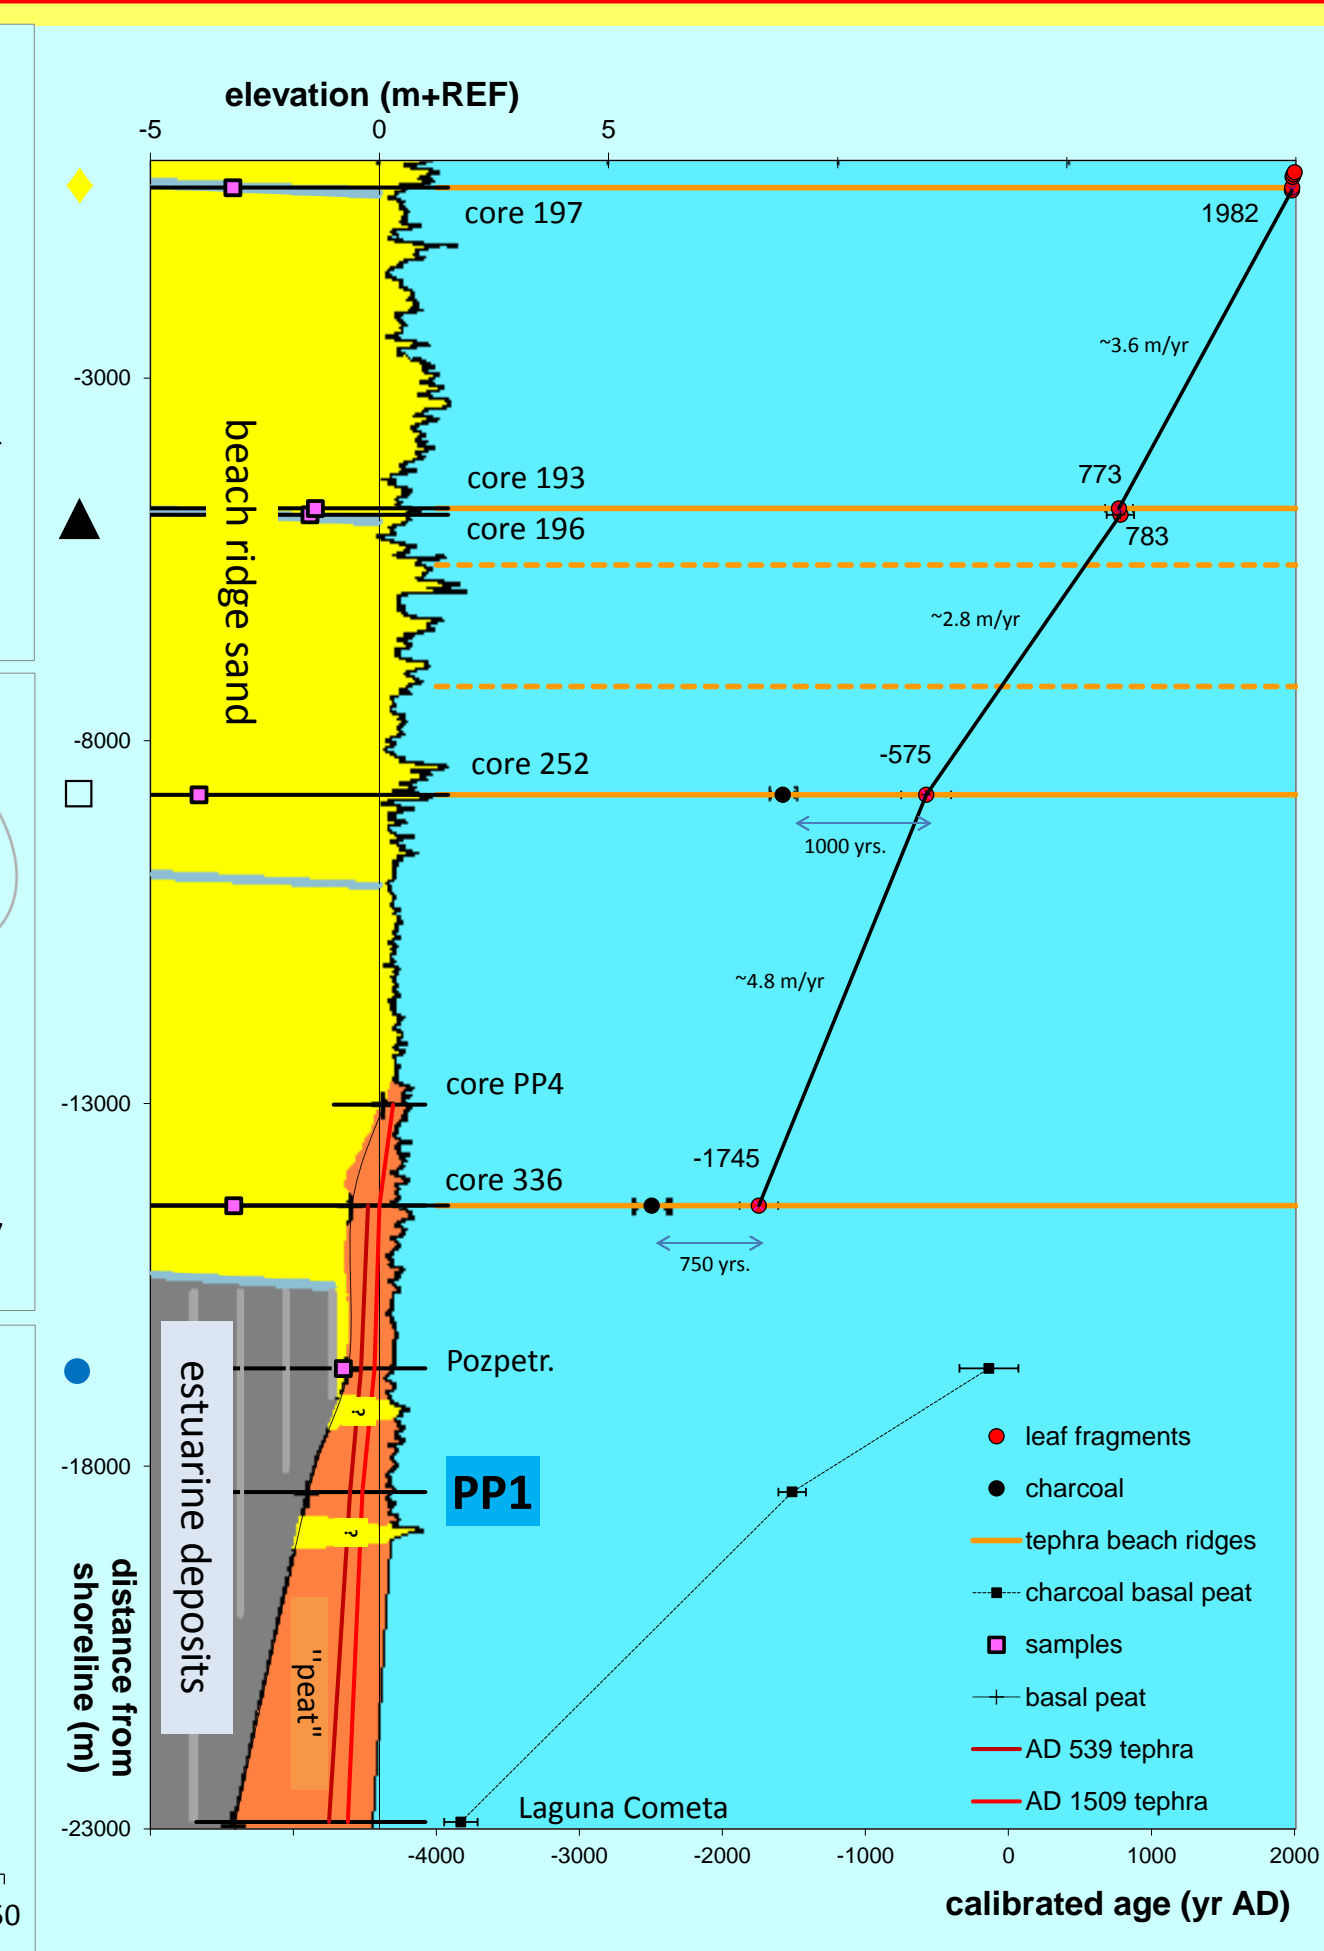 elevation (m+REF)
-5 0 5
core 197
1982
~3.6 m/yr
-3000
beach ridge sand
core 193
773
core 196
783
~2.8 m/yr
-8000
-575
core 252
1000 yrs.
~4.8 m/yr
core PP4
-13000
-1745
core 336
750 yrs.
Pozpetr.
?
leaf fragments
-18000
PP1
charcoal
?
tephra beach ridges
estuarine deposits
distance from
shoreline (m)
charcoal basal peat
"peat"
samples
basal peat
AD 539 tephra
AD 1509 tephra
Laguna Cometa
-23000
-4000 -3000 -2000 -1000 0 1000 2000
calibrated age (yr AD)